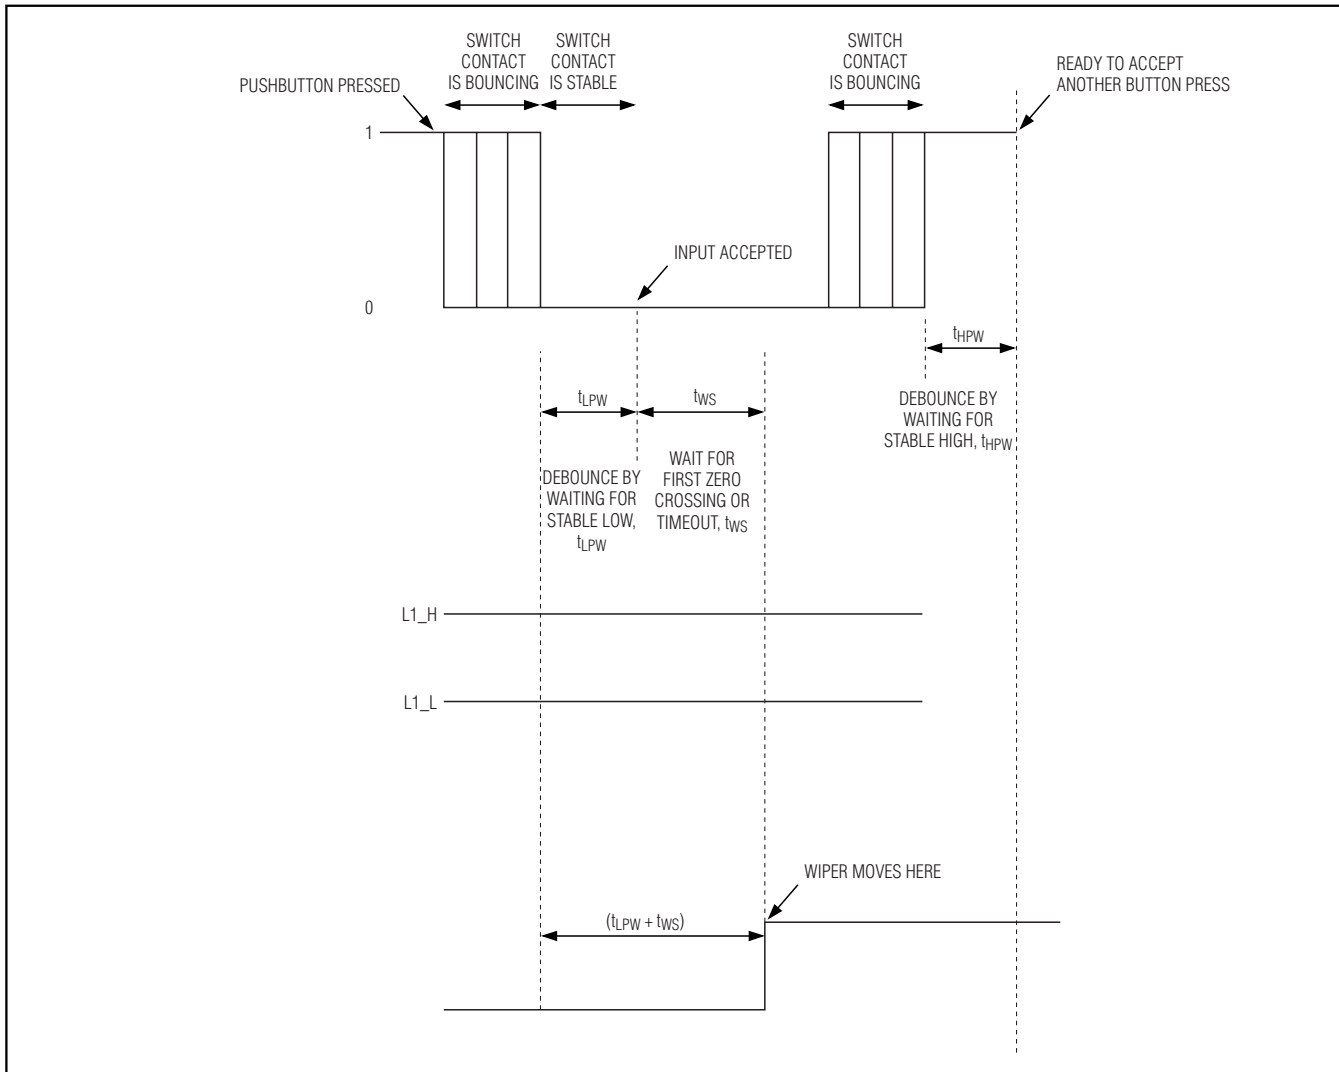 SWITCH
CONTACT
IS BOUNCING
SWITCH
CONTACT
IS STABLE
SWITCH
CONTACT
IS BOUNCING
READY TO ACCEPT
ANOTHER BUTTON PRESS
PUSHBUTTON PRESSED
1
INPUT ACCEPTED
0
tHPW
tLPW
tWS
DEBOUNCE BY
WAITING FOR
STABLE HIGH, tHPW
DEBOUNCE BY
WAITING FOR
STABLE LOW,
tLPW
WAIT FOR
FIRST ZERO
CROSSING OR
TIMEOUT, tWS
L1_H
L1_L
WIPER MOVES HERE
(tLPW + tWS)